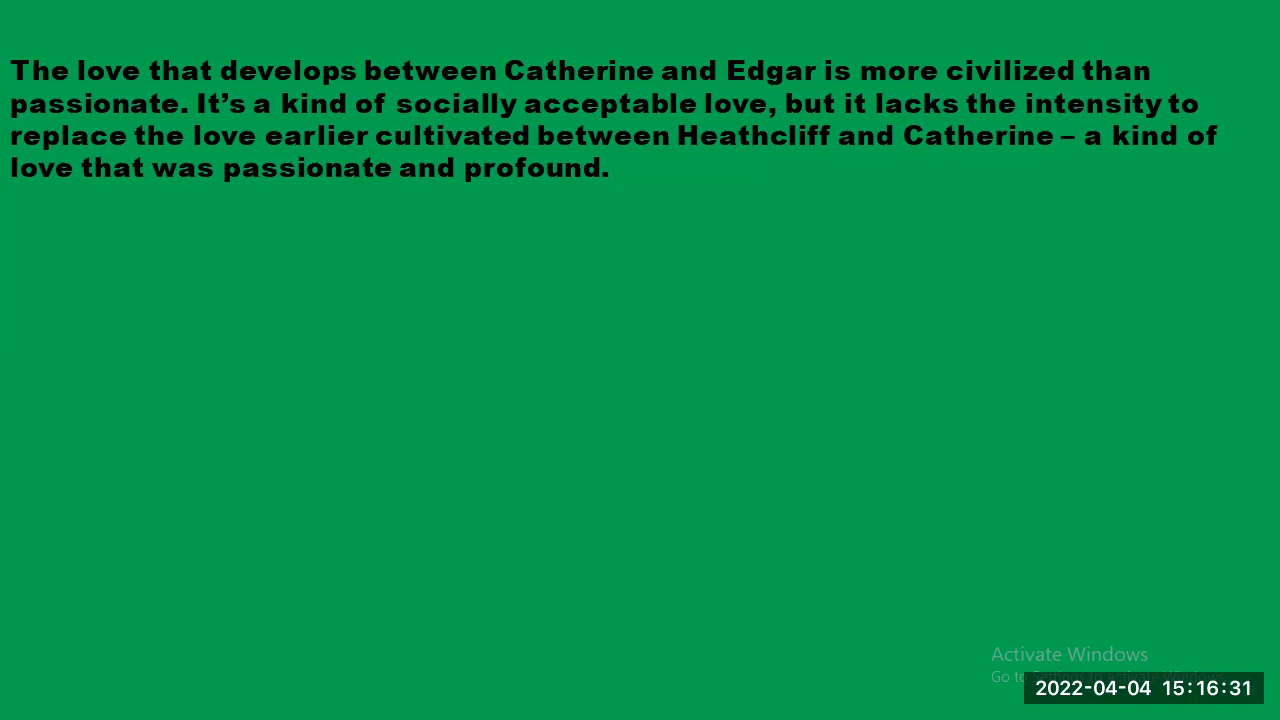 The love that develops between Catherine and Edgar is more civilized than
passionate. It’s a kind of socially acceptable love, but it lacks the intensity to
replace the love earlier cultivated between Heathcliff and Catherine – a kind of
love that was passionate and profound.
Activate Windows
Go to
2022-04-04 15:16:31